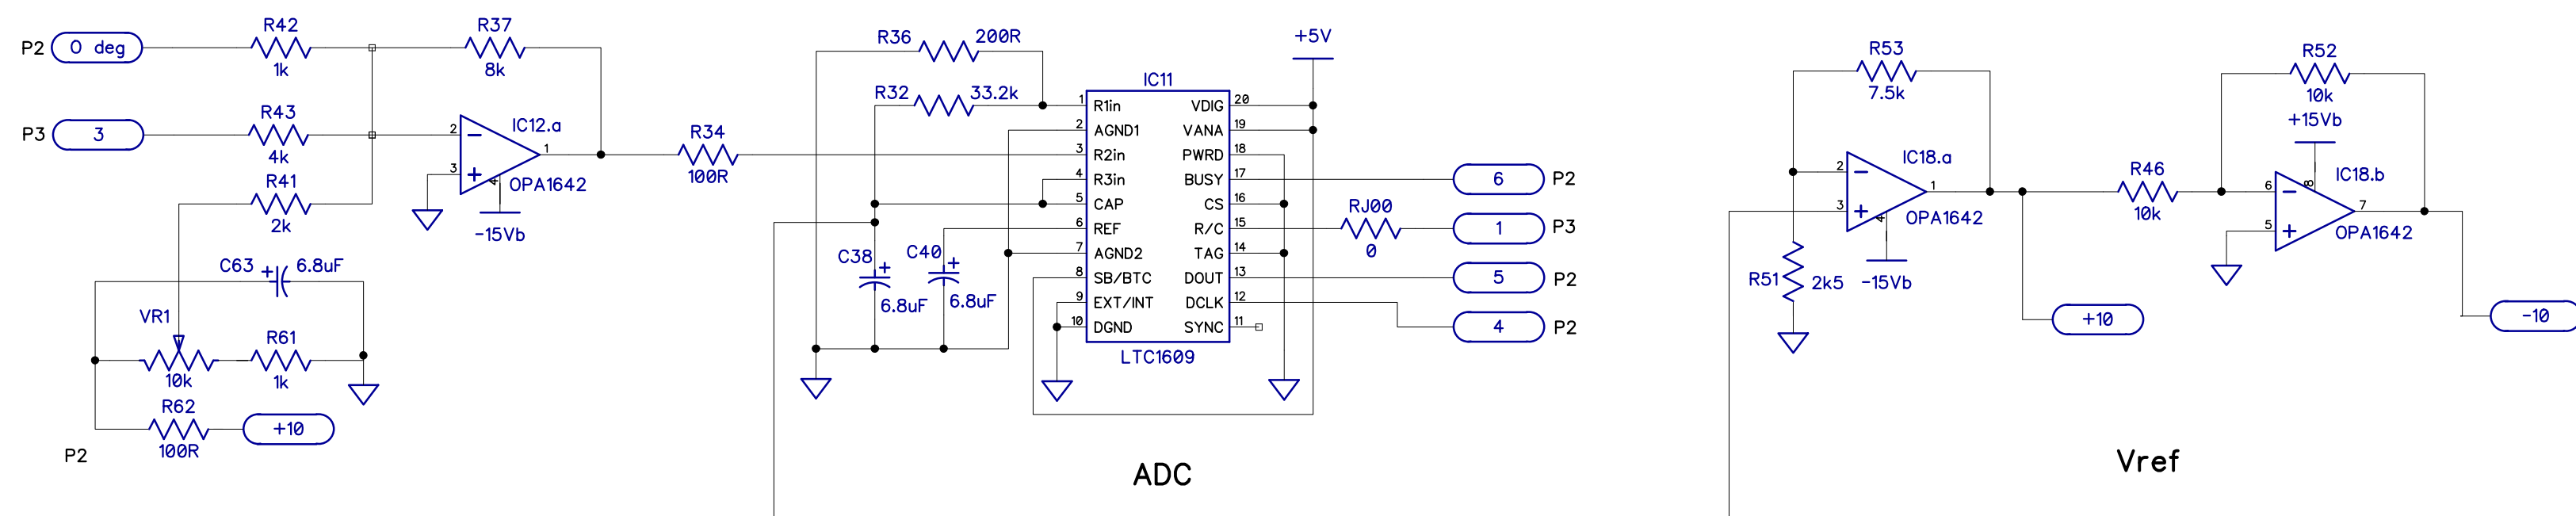 P2 0 deg
R42
1k
R37
8k
P3 3
R43
4k
R41
2k
2
3
4
1
IC12.a
OPA1642
-15Vb
C63 + 6.8uF
VR1
10k
R61
1k
R62
100R
+10
P2
R34
100R
R36 200R
R32 33.2k
C38 +
6.8uF
C40 +
6.8uF
IC11
1 R1in VDIG 20
2 AGND1 VANA 19
3 R2in PWRD 18
4 R3in BUSY 17
5 CAP CS 16
6 REF R/C 15
7 AGND2 TAG 14
8 SB/BTC DOUT 13
9 EXT/INT DCLK 12
10 DGND SYNC 11
LTC1609
+5V
6 P2
RJ00
0
1 P3
5 P2
4 P2
ADC
R53
7.5k
2
3
4
1
IC18.a
OPA1642
-15Vb
R51 2k5
+10
R46
10k
R52
10k
+15Vb
8
6
5
7
IC18.b
OPA1642
-10
Vref